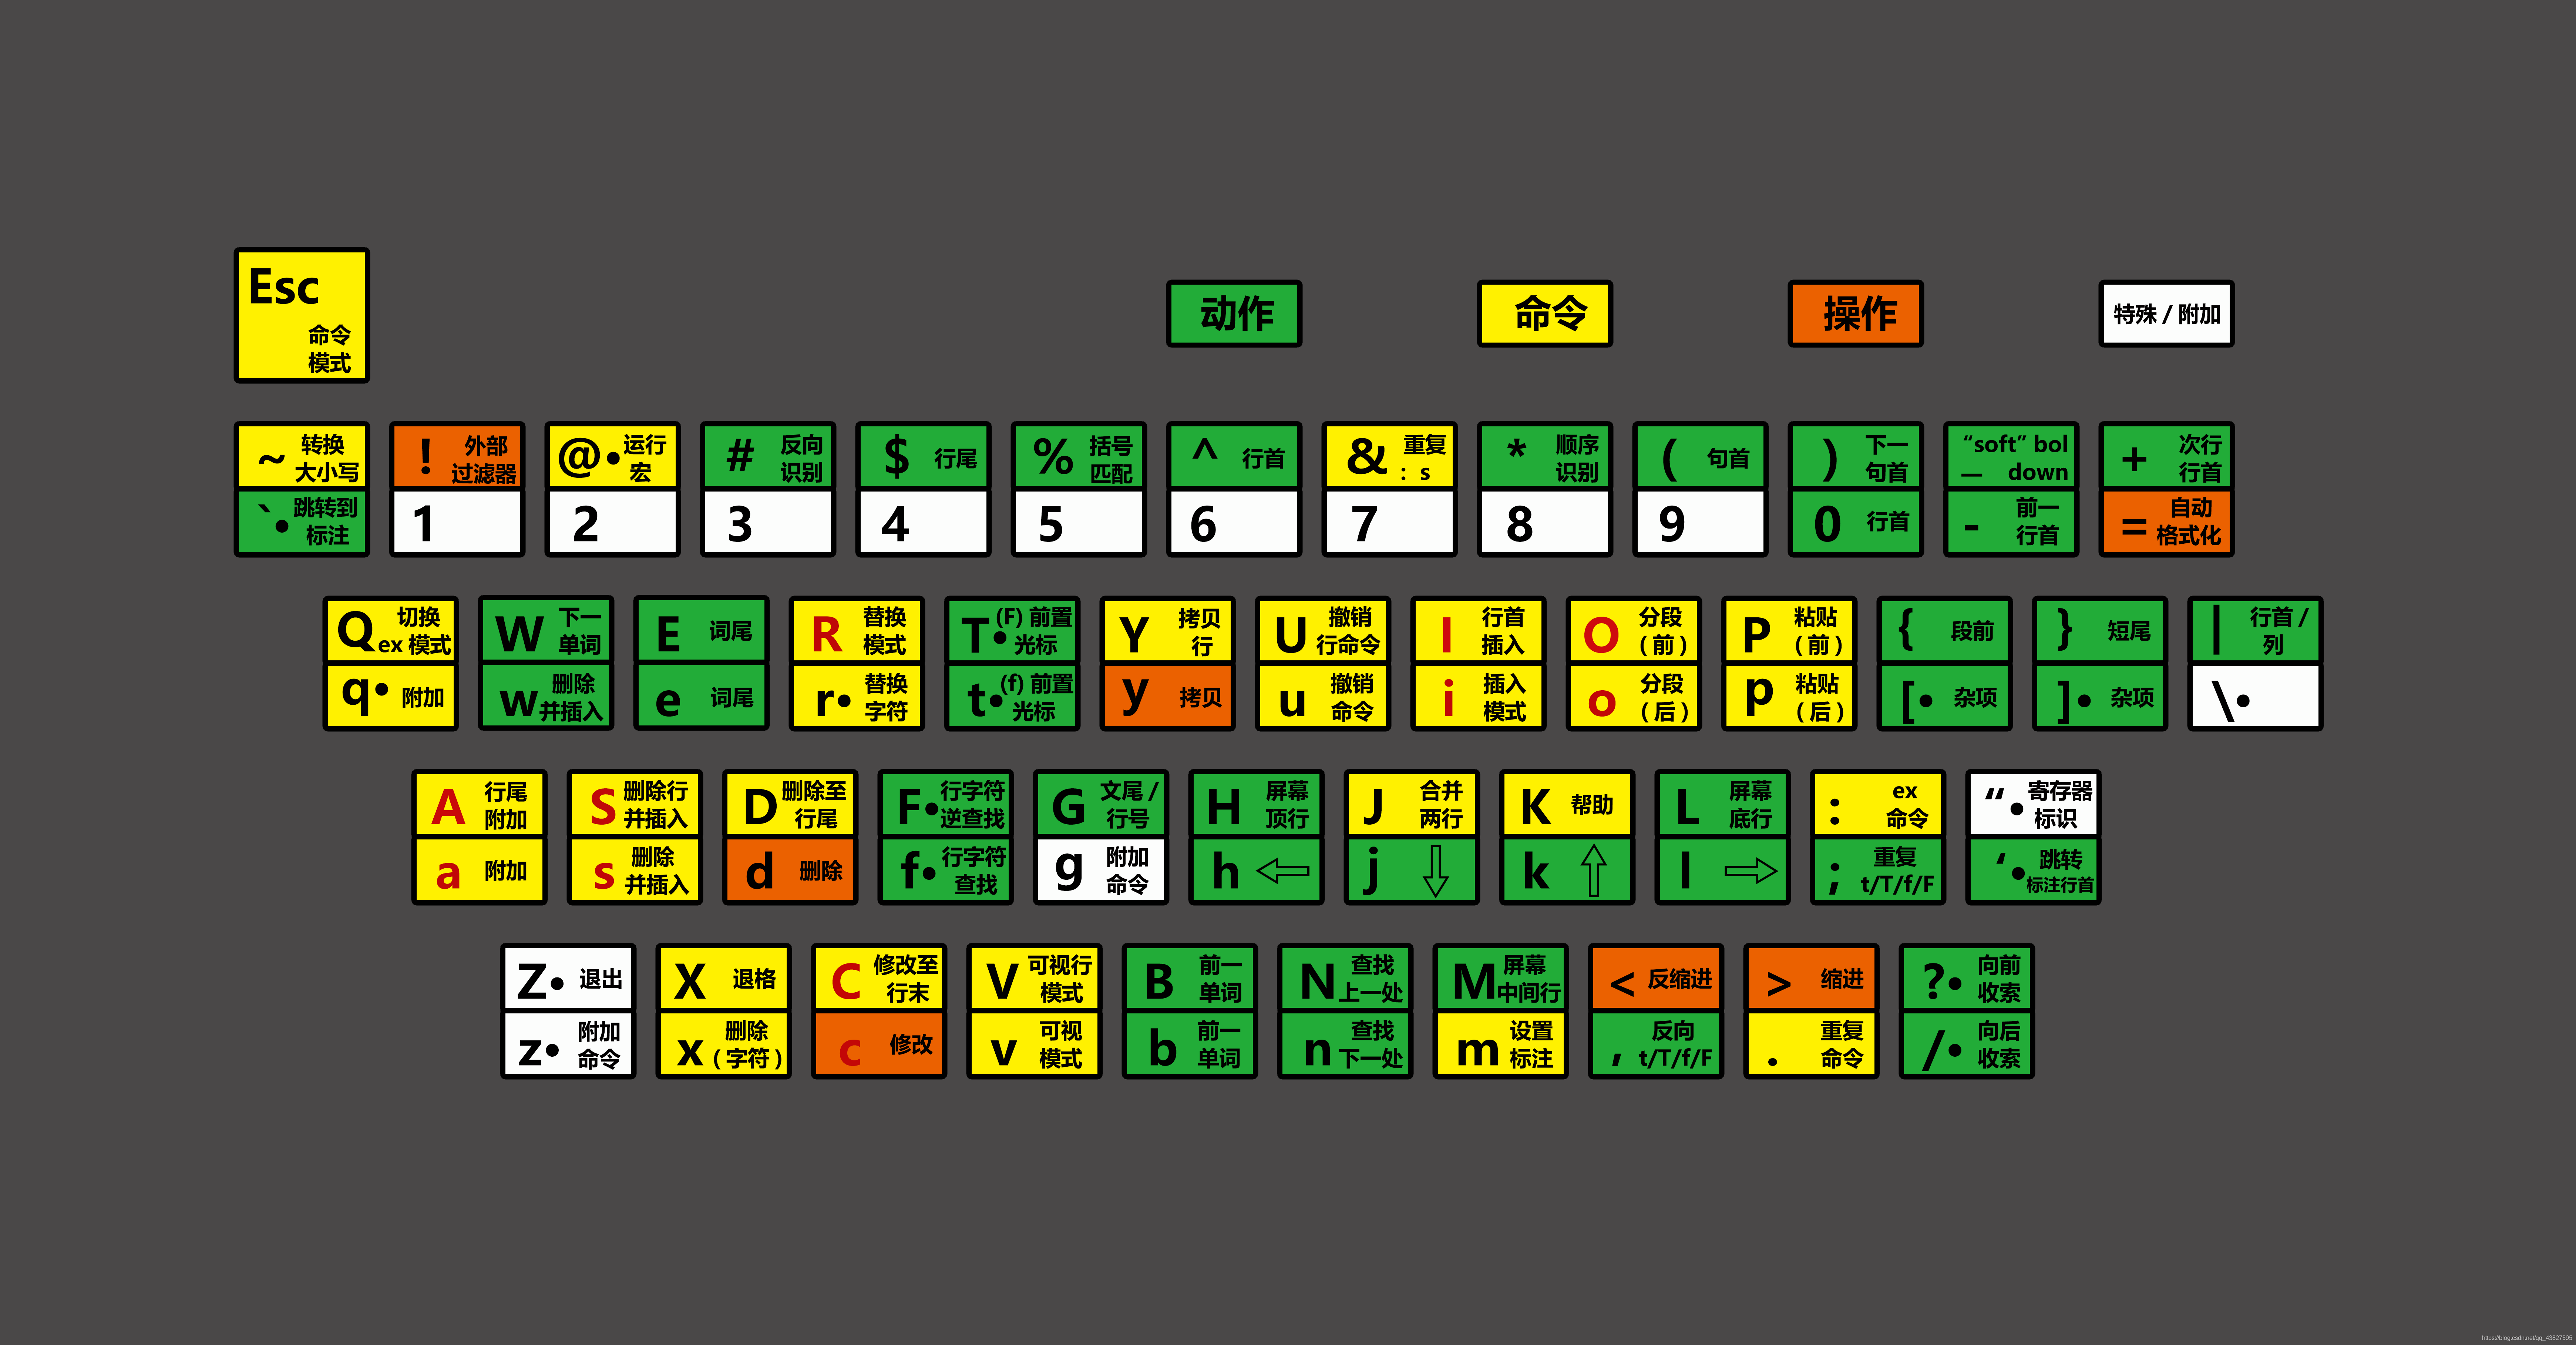 Esc
命令
模式
动作
命令
操作
特殊 / 附加
~ 转换
大小写
! 外部
过滤器
@• 运行
宏
# 反向
识别
$ 行尾
% 括号
匹配
^ 行首
& 重复
: s
* 顺序
识别
( 句首
) 下一
句首
“soft” bol
— down
+ 次行
行首
`• 跳转到
标注
1
2
3
4
5
6
7
8
9
0 行首
- 前一
行首
= 自动
格式化
Q 切换
ex 模式
W 下一
单词
E 词尾
R 替换
模式
T• (F) 前置
光标
Y 拷贝
行
U 撤销
行命令
I 行首
插入
O 分段
( 前 )
P 粘贴
( 前 )
{ 段前
} 短尾
| 行首 /
列
q• 附加
w 删除
并插入
e 词尾
r• 替换
字符
t• (f) 前置
光标
y 拷贝
u 撤销
命令
i 插入
模式
o 分段
( 后 )
p 粘贴
( 后 )
[• 杂项
]• 杂项
\•
A 行尾
附加
S 删除行
并插入
D 删除至
行尾
F• 行字符
逆查找
G 文尾 /
行号
H 屏幕
顶行
J 合并
两行
K 帮助
L 屏幕
底行
: ex
命令
“• 寄存器
标识
a 附加
s 删除
并插入
d 删除
f• 行字符
查找
g 附加
命令
h
j
k
l
; 重复
t/T/f/F
‘• 跳转
标注行首
Z• 退出
X 退格
C 修改至
行末
V 可视行
模式
B 前一
单词
N 查找
上一处
M 屏幕
中间行
< 反缩进
> 缩进
?• 向前
收索
z• 附加
命令
x 删除
( 字符 )
c 修改
v 可视
模式
b 前一
单词
n 查找
下一处
m 设置
标注
, 反向
t/T/f/F
. 重复
命令
/• 向后
收索
https://blog.csdn.net/qq_43827595